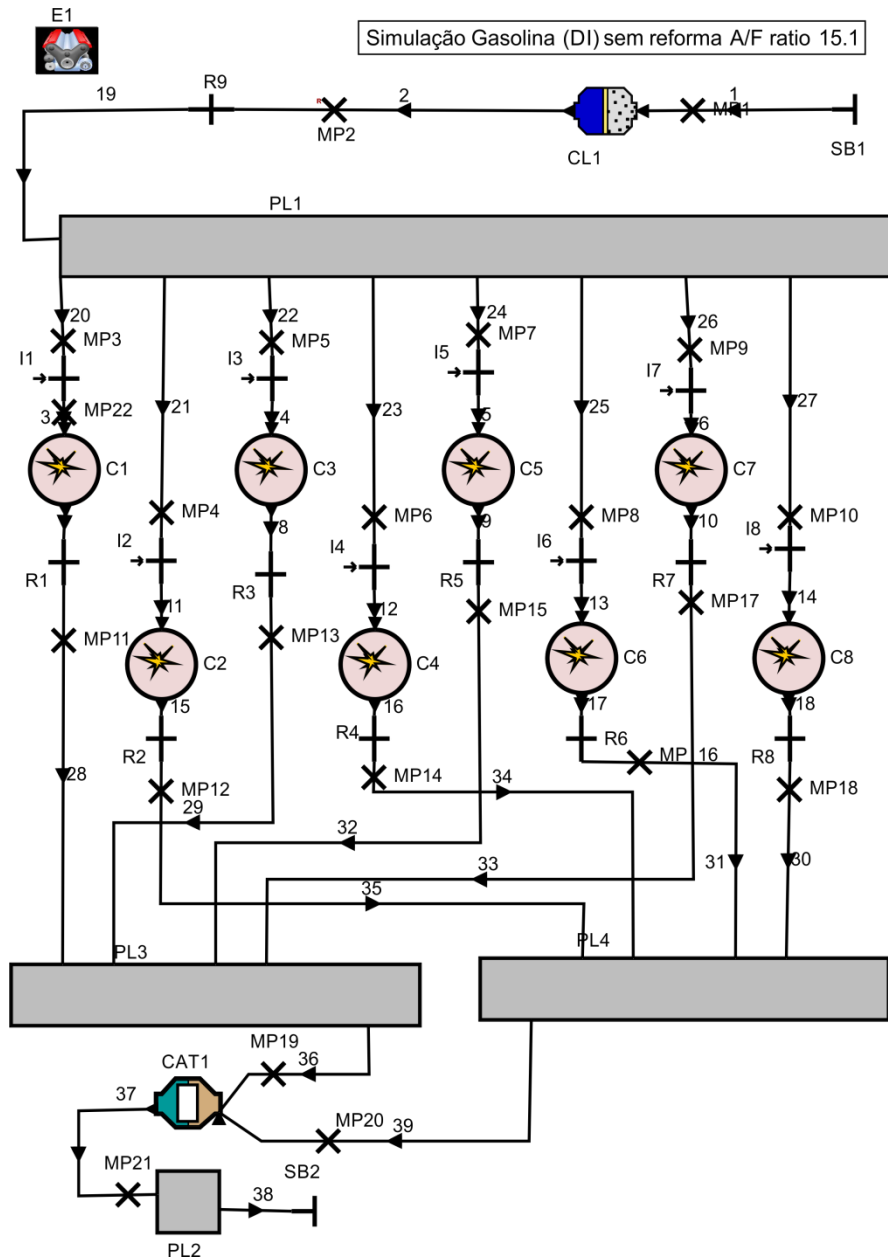 E1
Simulação Gasolina (DI) sem reforma A/F ratio 15.1
19
R9
2
1
MP2
MP1
CL1
SB1
PL1
20
22
24
26
MP3
MP5
MP7
MP9
I1
I3
I5
I7
3
MP22
21
4
23
5
25
6
27
C1
C3
C5
C7
MP4
MP6
MP8
MP10
8
9
10
I2
I4
I6
I8
R1
R3
R5
R7
11
12
13
14
MP11
MP13
MP15
MP17
C2
C4
C6
C8
15
16
17
18
R2
R4
R6
R8
28
MP12
MP14
34
MP 16
MP18
29
32
33
35
31
30
PL3
PL4
MP19
CAT1
36
37
MP20
39
MP21
SB2
38
PL2